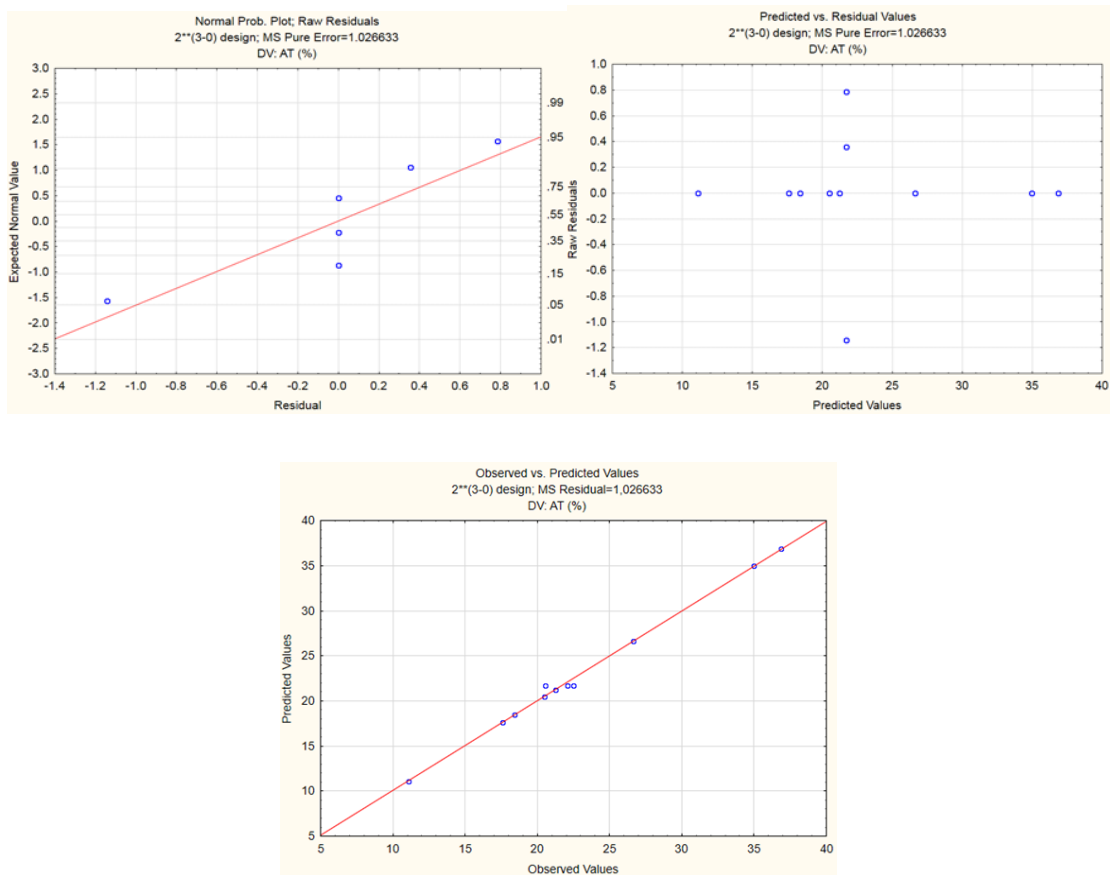 Normal Prob. Plot; Raw Residuals
2**(3-0) design; MS Pure Error=1.026633
DV: AT (%)
3.0
2.5
2.0
1.5
1.0
0.5
0.0
-0.5
-1.0
-1.5
-2.0
-2.5
-3.0
Expected Normal Value
.99
.95
.75
.55
.35
.15
.05
.01
-1.4 -1.2 -1.0 -0.8 -0.6 -0.4 -0.2 0.0 0.2 0.4 0.6 0.8 1.0
Residual
Predicted vs. Residual Values
2**(3-0) design; MS Pure Error=1.026633
DV: AT (%)
1.0
0.8
0.6
0.4
0.2
0.0
-0.2
-0.4
-0.6
-0.8
-1.0
-1.2
-1.4
Raw Residuals
5 10 15 20 25 30 35 40
Predicted Values
Observed vs. Predicted Values
2**(3-0) design; MS Residual=1,026633
DV: AT (%)
40
35
30
25
20
15
10
5
Predicted Values
5 10 15 20 25 30 35 40
Observed Values